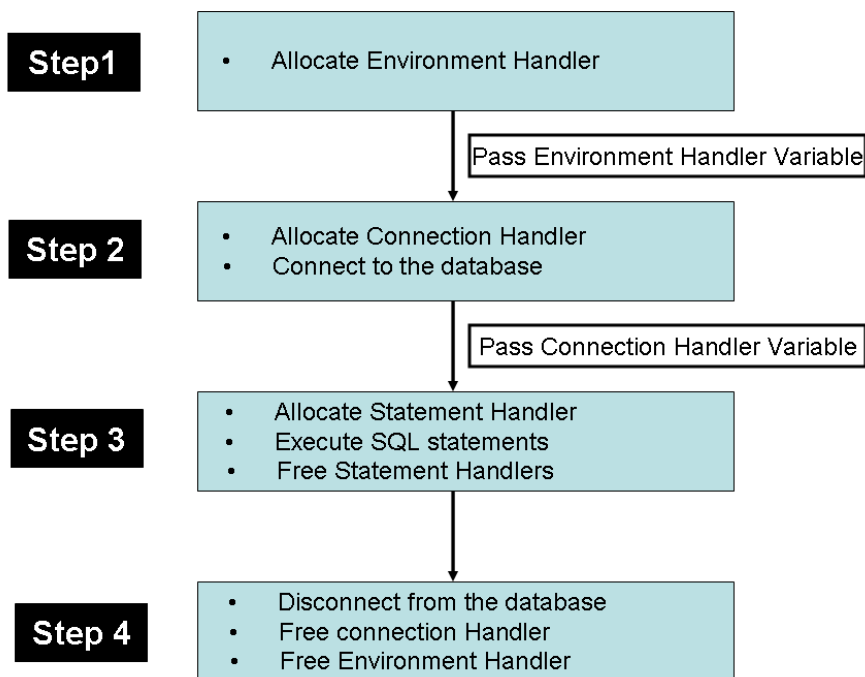 Step1
• Allocate Environment Handler
Pass Environment Handler Variable
Step 2
• Allocate Connection Handler
• Connect to the database
Pass Connection Handler Variable
Step 3
• Allocate Statement Handler
• Execute SQL statements
• Free Statement Handlers
Step 4
• Disconnect from the database
• Free connection Handler
• Free Environment Handler